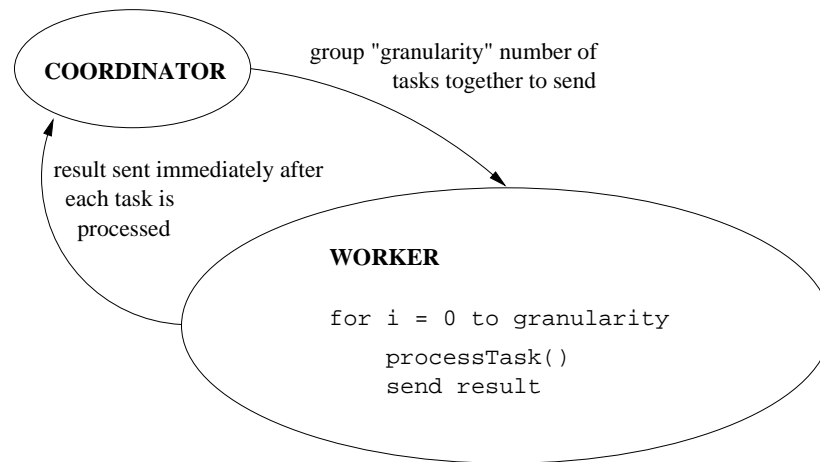 COORDINATOR
group "granularity" number of
tasks together to send
result sent immediately after
each task is
processed
WORKER
for i = 0 to granularity
processTask()
send result